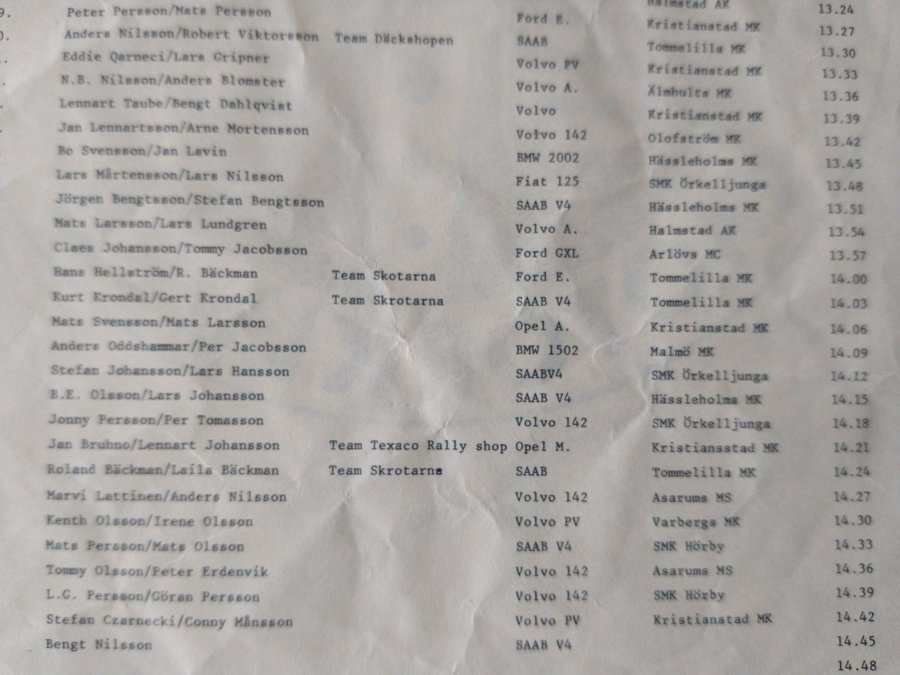 Halmstad AK 13.24
Peter Persson/Mats Persson Ford E. Kristianstad MK 13.27
Anders Nilsson/Robert Viktorsson Team Däckshopen SAAB Tommelilla MK 13.30
Eddie Qarneci/Lars Gripner Volvo PV Kristianstad MK 13.33
N.B. Nilsson/Anders Blomster Volvo A. Älmhults MK 13.36
Lennart Taube/Bengt Dahlqvist Volvo Kristianstad MK 13.39
Jan Lennartsson/Arne Mortensson Volvo 142 Olofström MK 13.42
Bo Svensson/Jan Lavin BMW 2002 Hässleholms MK 13.45
Lars Mårtensson/Lars Nilsson Fiat 125 SMK Örkelljunga 13.48
Jörgen Bengtsson/Stefan Bengtsson SAAB V4 Hässleholms MK 13.51
Mats Larsson/Lars Lundgren Volvo A. Halmstad AK 13.54
Claes Johansson/Tommy Jacobsson Ford GXL Arlövs MC 13.57
Hans Hellström/R. Bäckman Team Skotarna Ford E. Tommelilla MK 14.00
Kurt Krondal/Gert Krondal Team Skrotarna SAAB V4 Tommelilla MK 14.03
Mats Svensson/Mats Larsson Opel A. Kristianstad MK 14.06
Anders Oddshammar/Per Jacobsson BMW 1502 Malmö MK 14.09
Stefan Johansson/Lars Hansson SAABV4 SMK Örkelljunga 14.12
B.E. Olsson/Lars Johansson SAAB V4 Hässleholms MK 14.15
Jonny Persson/Per Tomasson Volvo 142 SMK Örkelljunga 14.18
Jan Bruhno/Lennart Johansson Team Texaco Rally shop Opel M. Kristiansstad MK 14.21
Roland Bäckman/Laila Bäckman Team Skrotarna SAAB Tommelilla MK 14.24
Marvi Lattinen/Anders Nilsson Volvo 142 Asarums MS 14.27
Kenth Olsson/Irene Olsson Volvo PV Varbergs MK 14.30
Mats Persson/Mats Olsson SAAB V4 SMK Hörby 14.33
Tommy Olsson/Peter Erdenvik Volvo 142 Asarums MS 14.36
L.G. Persson/Göran Persson Volvo 142 SMK Hörby 14.39
Stefan Czarnecki/Conny Månsson Volvo PV Kristianstad MK 14.42
Bengt Nilsson SAAB V4 14.45
14.48